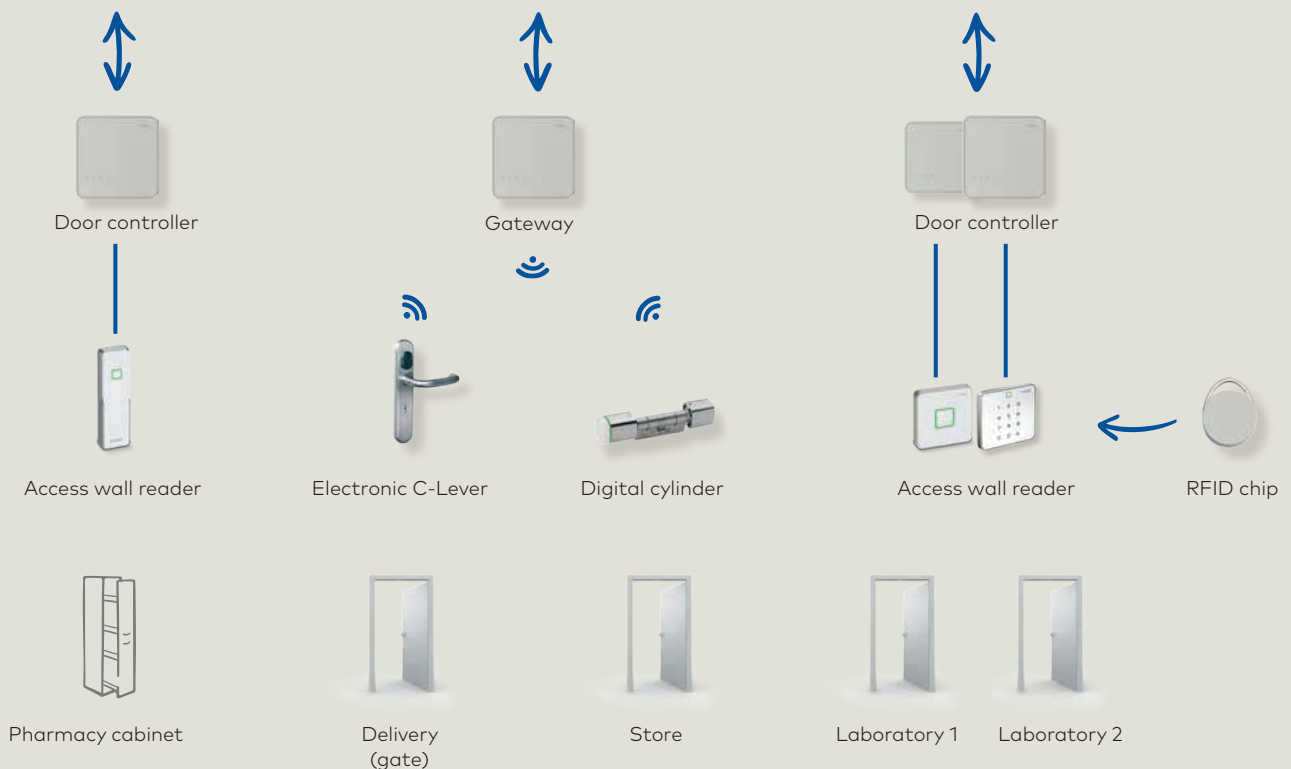 Door controller
Gateway
Door controller
Access wall reader
Electronic C-Lever
Digital cylinder
Access wall reader
RFID chip
Pharmacy cabinet
Delivery
(gate)
Store
Laboratory 1
Laboratory 2